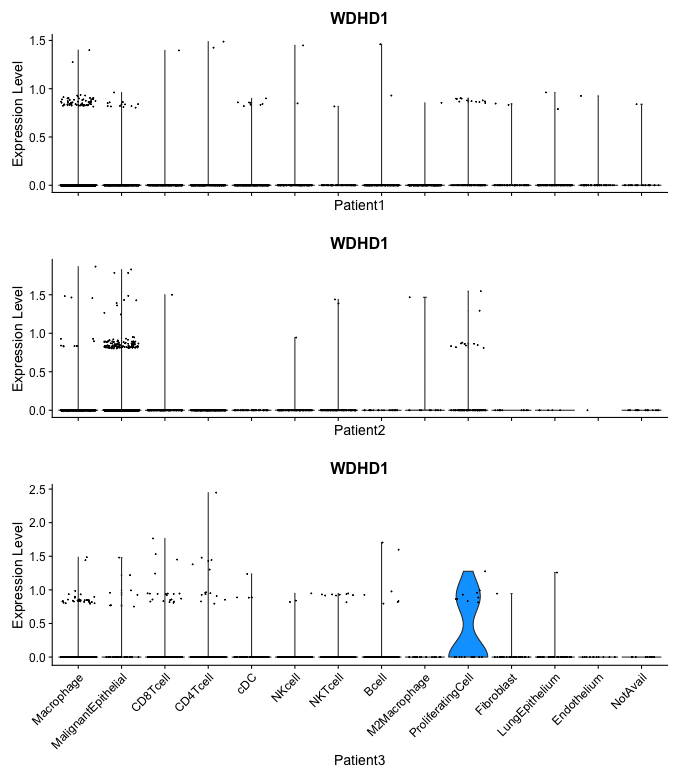 WDHD1
Expression Level
1.5
1.0
0.5
0.0
Patient1
WDHD1
Expression Level
1.5
1.0
0.5
0.0
Patient2
WDHD1
Expression Level
2.5
2.0
1.5
1.0
0.5
0.0
Macrophage
MalignantEpithelial
CD8Tcell
CD4Tcell
cDC
NKcell
NKTcell
Bcell
M2Macrophage
ProliferatingCell
Fibroblast
LungEpithelium
Endothelium
NotAvail
Patient3